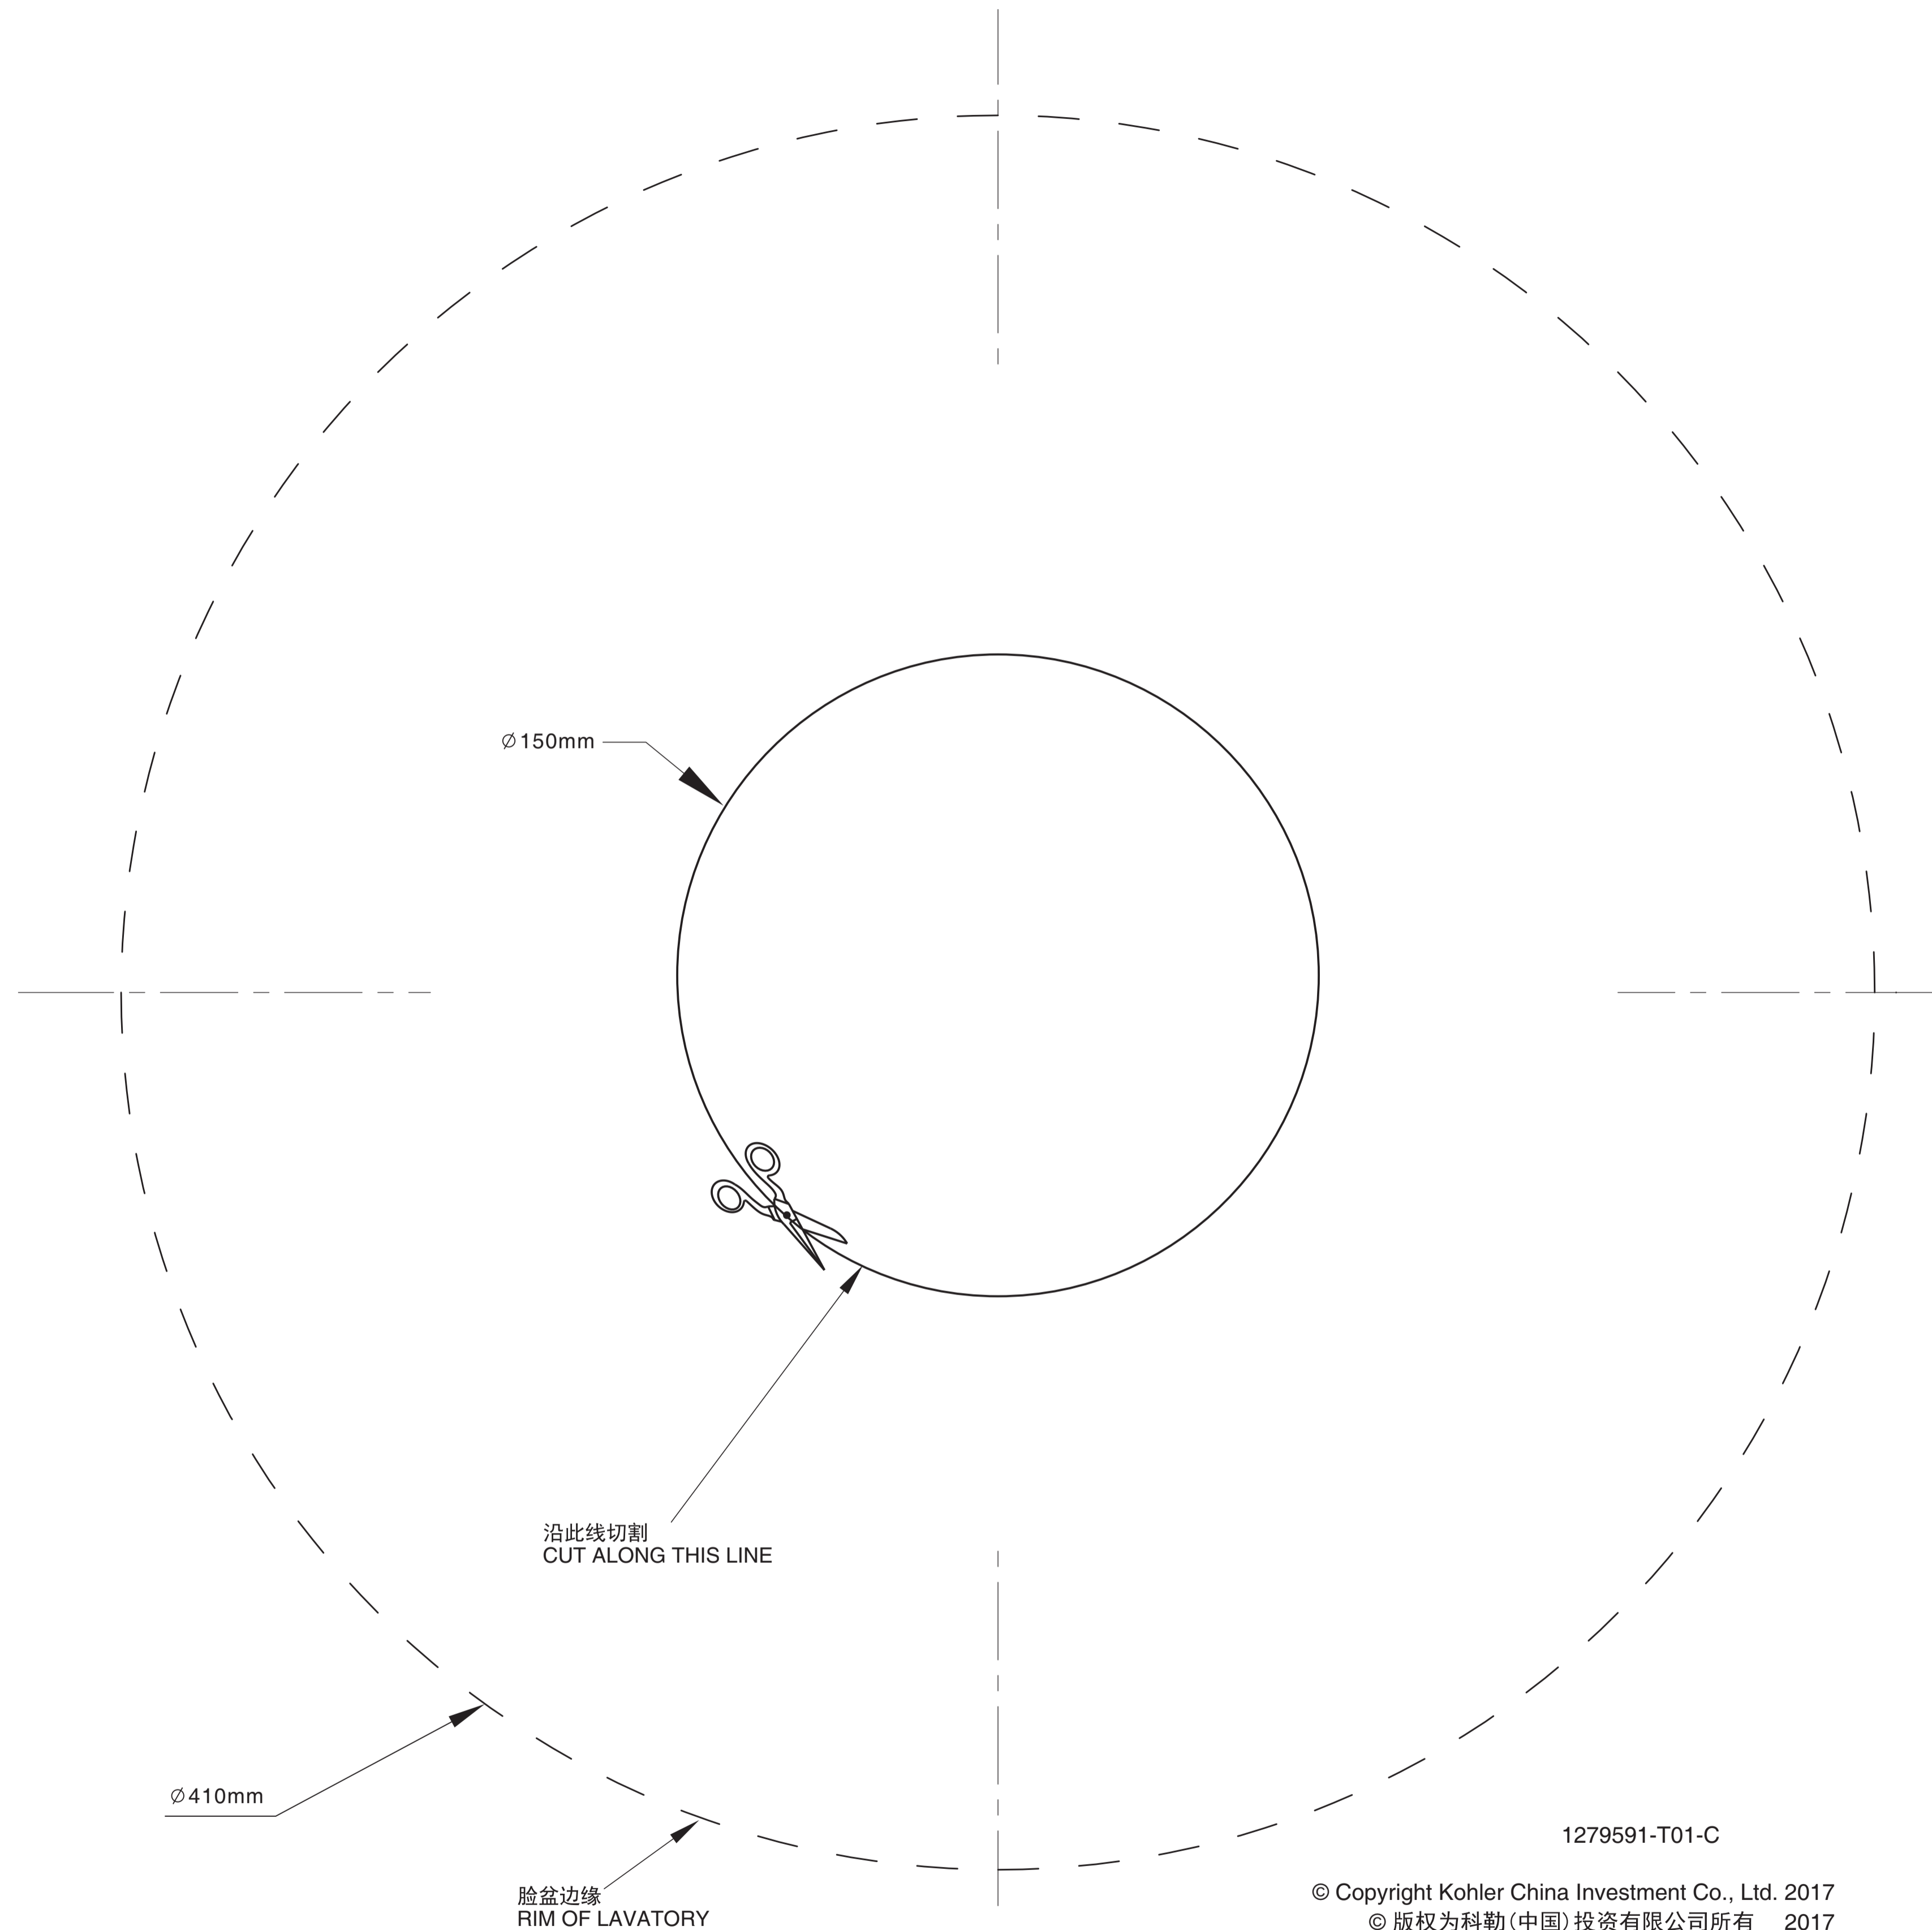 ⌀150mm
沿此线切割
CUT ALONG THIS LINE
⌀410mm
脸盆边缘
RIM OF LAVATORY
1279591-T01-C
© Copyright Kohler China Investment Co., Ltd. 2017
© 版权为科勒(中国)投资有限公司所有 2017